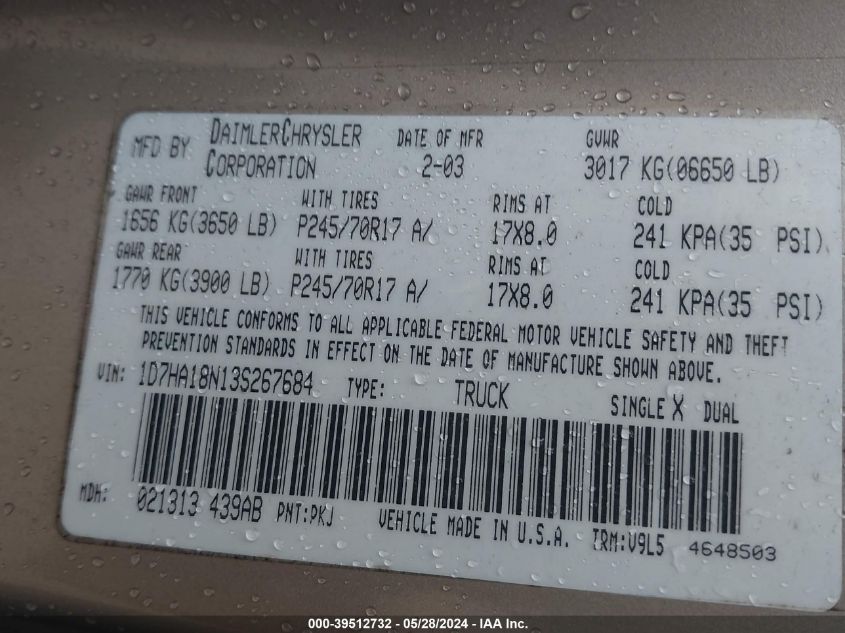 MFD BY DAIMLERCHRYSLER CORPORATION DATE OF MFR 2-03 GVWR 3017 KG(06650 LB)
GAWR FRONT WITH TIRES RIMS AT COLD
1656 KG(3650 LB) P245/70R17 A/ 17X8.0 241 KPA(35 PSI)
GAWR REAR WITH TIRES RIMS AT COLD
1770 KG(3900 LB) P245/70R17 A/ 17X8.0 241 KPA(35 PSI)
THIS VEHICLE CONFORMS TO ALL APPLICABLE FEDERAL MOTOR VEHICLE SAFETY AND THEFT
PREVENTION STANDARDS IN EFFECT ON THE DATE OF MANUFACTURE SHOWN ABOVE.
VIN: 1D7HA18N13S267684 TYPE: TRUCK SINGLE X DUAL
MDH: 021313 439AB PNT:PKJ VEHICLE MADE IN U.S.A. TRM:V9L5 4648503
000-39512732 - 05/28/2024 - IAA Inc.